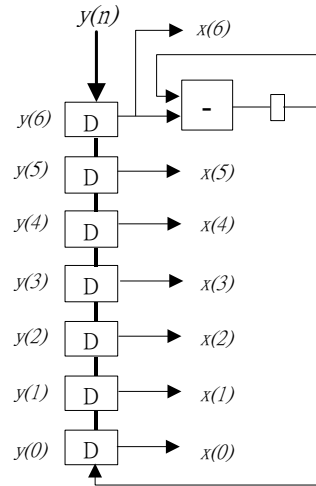 y(n)
x(6)
y(6) D -
y(5) D x(5)
y(4) D x(4)
y(3) D x(3)
y(2) D x(2)
y(1) D x(1)
y(0) D x(0)